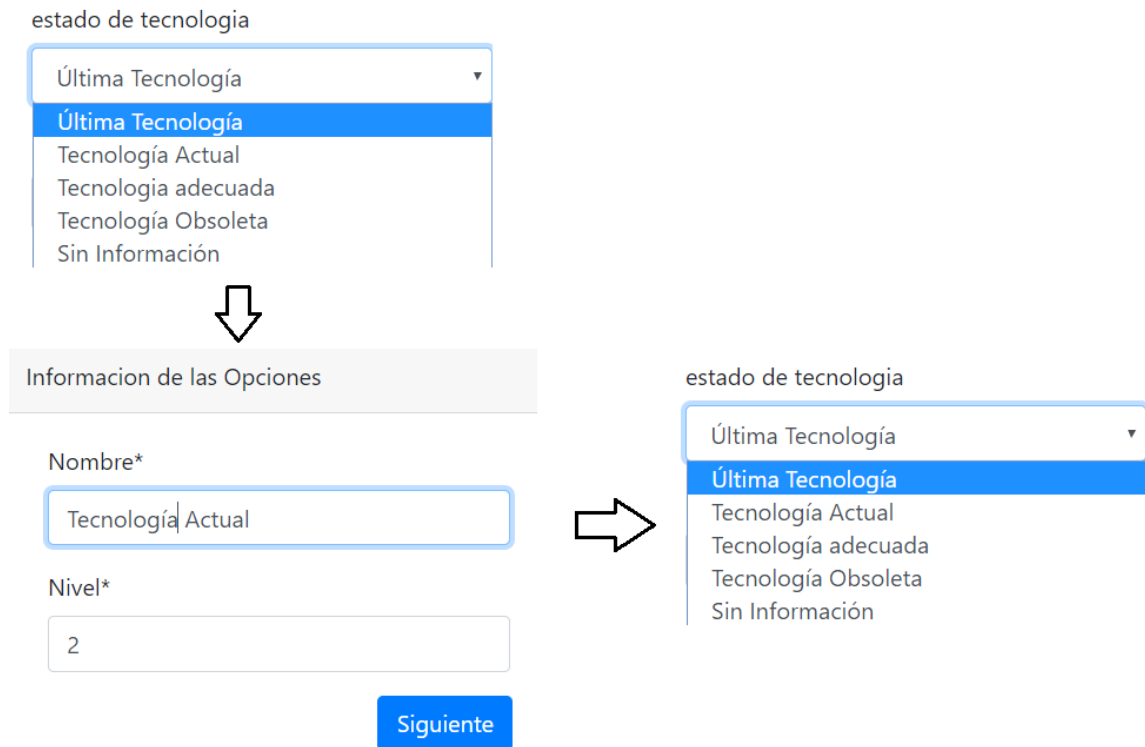 estado de tecnologia
Última Tecnología
Última Tecnología
Tecnología Actual
Tecnologia adecuada
Tecnología Obsoleta
Sin Información
Informacion de las Opciones
Nombre*
Tecnología Actual
Nivel*
2
Siguiente
estado de tecnologia
Última Tecnología
Última Tecnología
Tecnología Actual
Tecnología adecuada
Tecnología Obsoleta
Sin Información